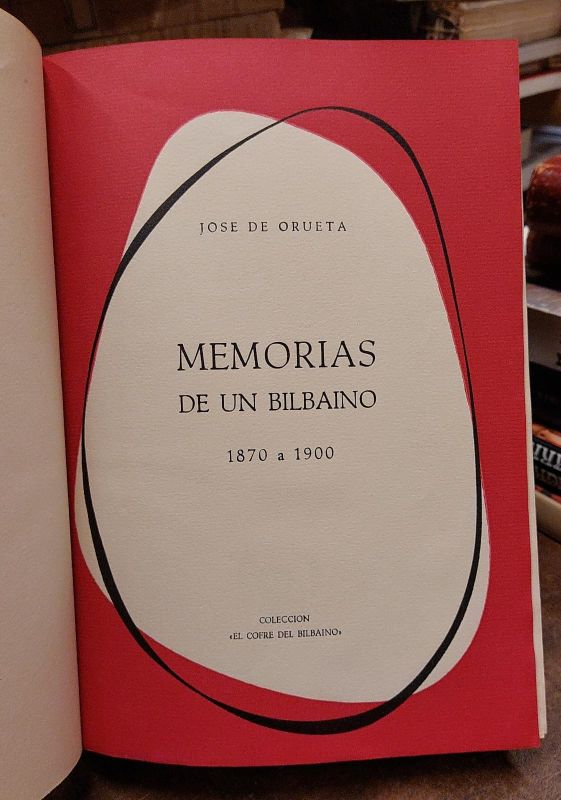 JOSE DE ORUETA
MEMORIAS
DE UN BILBAINO
1870 a 1900
COLECCION
«EL COFRE DEL BILBAINO»